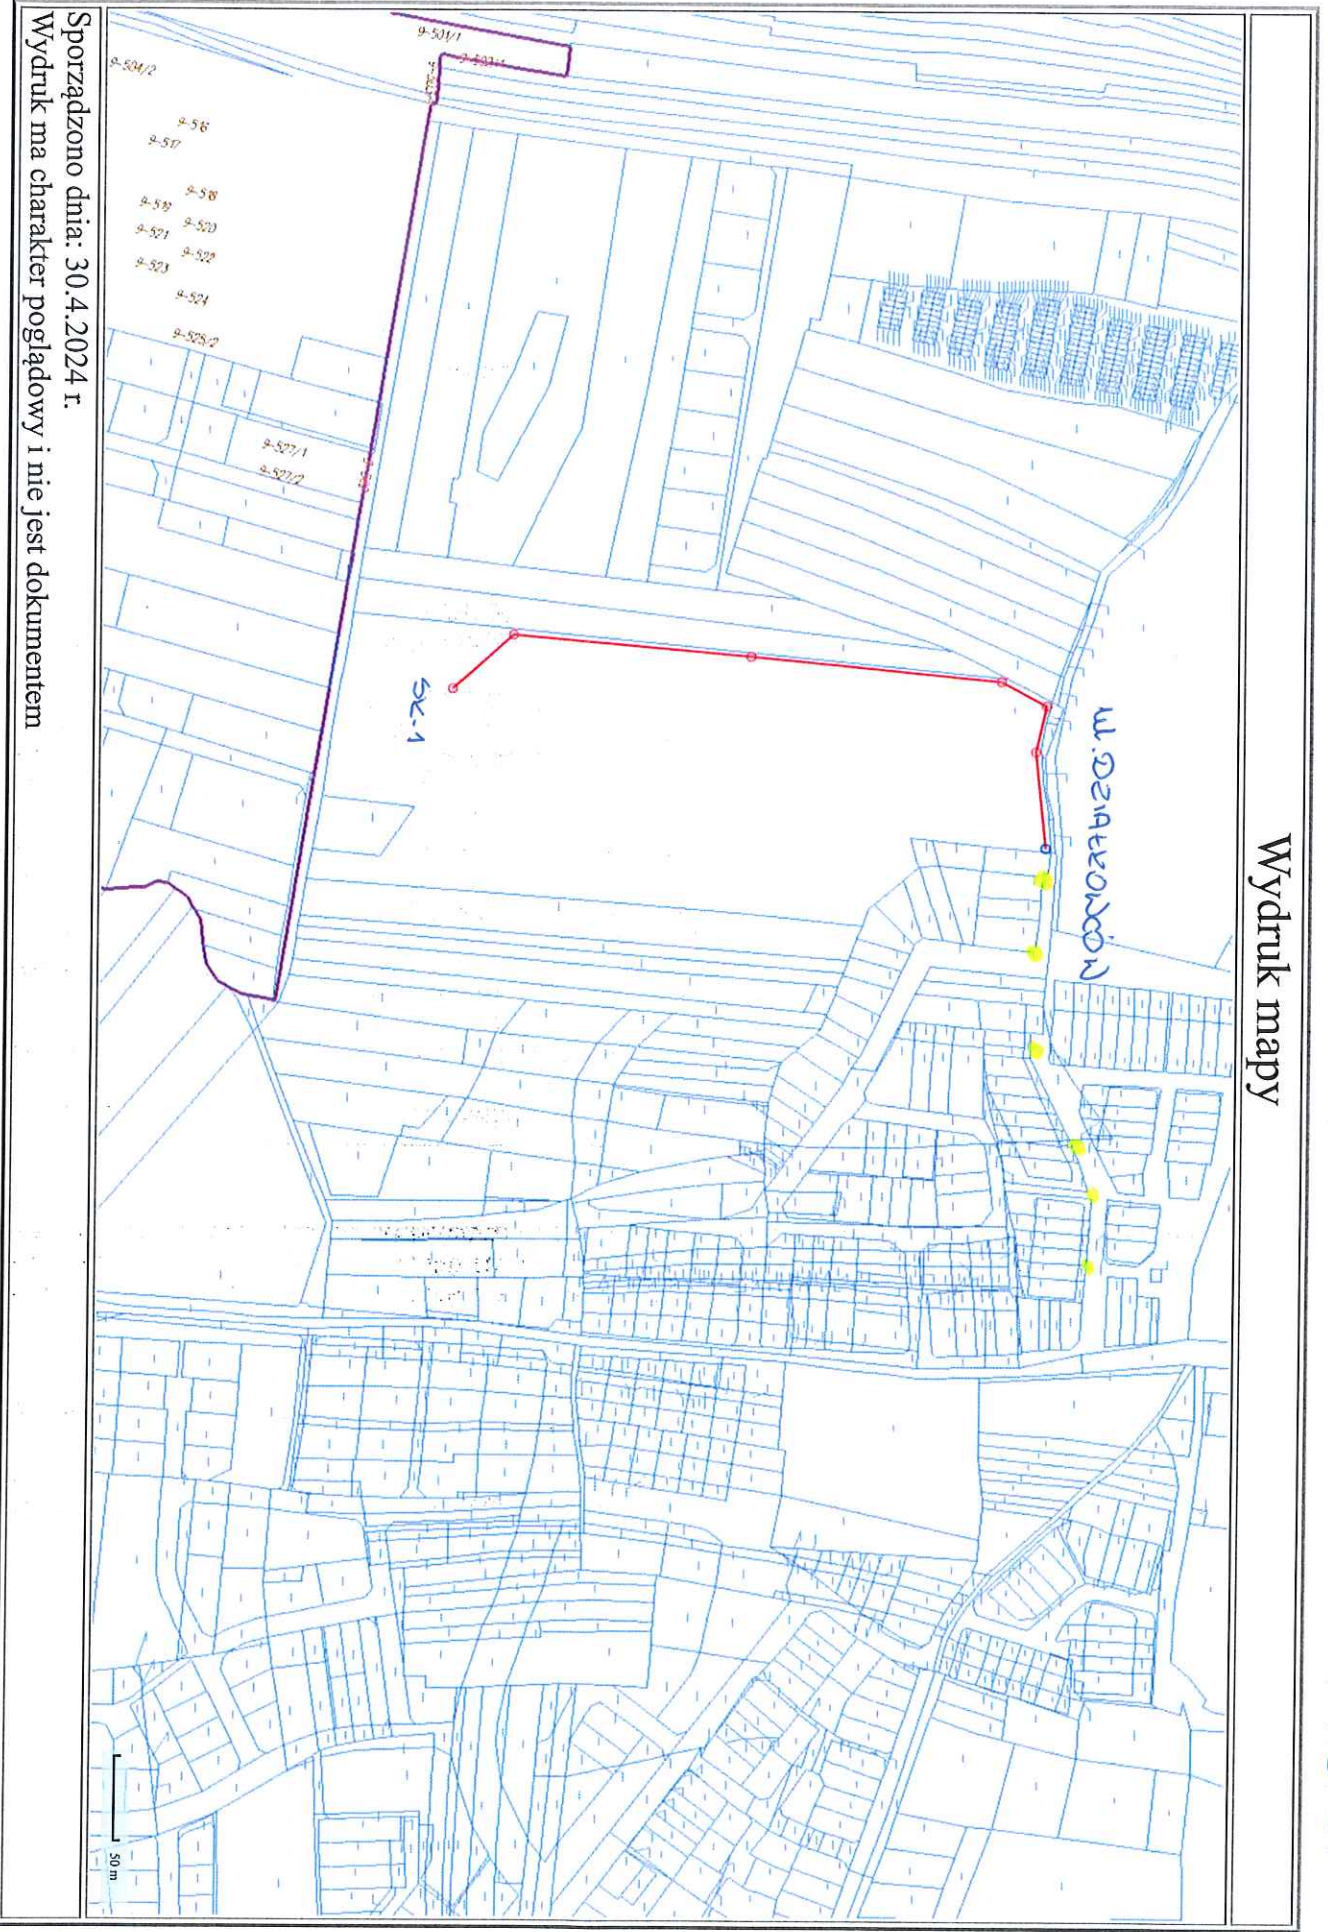 Wydruk mapy
ul. DZIAŁKOWCÓW
SK-1
9-501/1
9-504/2
9-516
9-517
9-518
9-519
9-520
9-521
9-522
9-523
9-524
9-525/2
9-527/1
9-527/2
50 m
Sporządzono dnia: 30.4.2024 r.
Wydruk ma charakter poglądowy i nie jest dokumentem